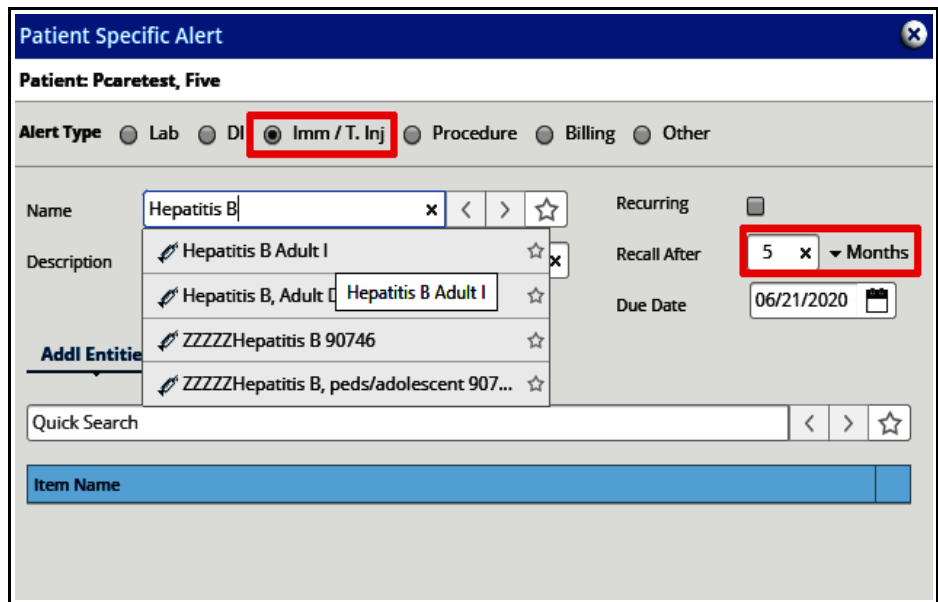 Patient Specific Alert
Patient: Pcaretest, Five
Alert Type Lab DI Imm / T. Inj Procedure Billing Other
Name Hepatitis B Recurring
Hepatitis B Adult I
Description Recall After 5 Months
Hepatitis B, Adult
Hepatitis B Adult I
Due Date 06/21/2020
ZZZZZHepatitis B 90746
Addl Entitie
ZZZZZHepatitis B, peds/adolescent 907...
Quick Search
Item Name